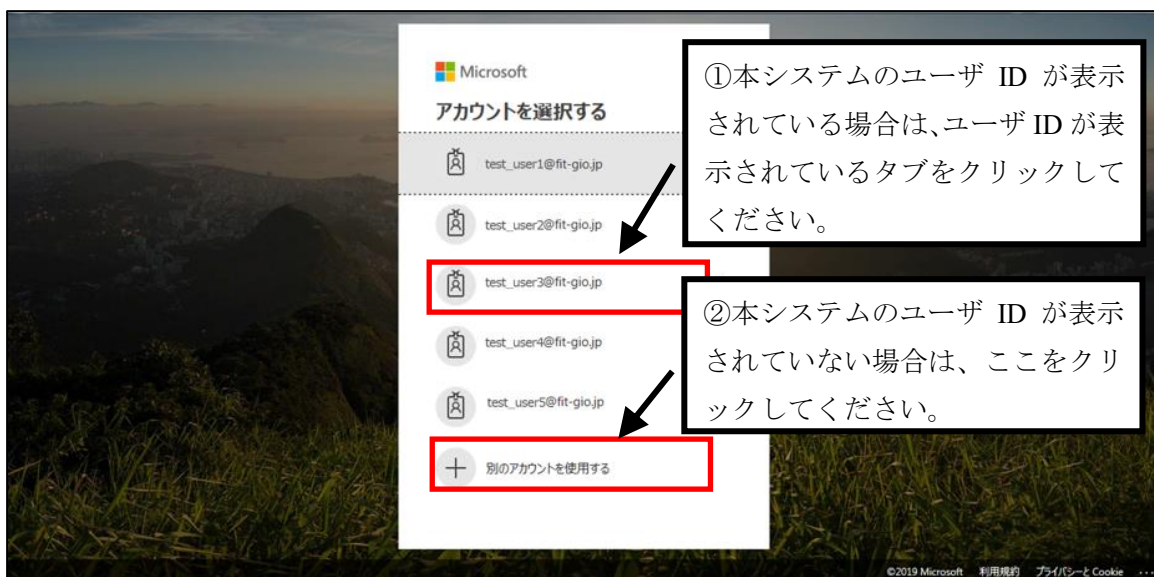 Microsoft
アカウントを選択する
test_user1@fit-gio.jp
test_user2@fit-gio.jp
test_user3@fit-gio.jp
test_user4@fit-gio.jp
test_user5@fit-gio.jp
別のアカウントを使用する
①本システムのユーザ ID が表示
されている場合は、ユーザ ID が表
示されているタブをクリックして
ください。
②本システムのユーザ ID が表示
されていない場合は、ここをクリ
ックしてください。
©2019 Microsoft 利用規約 プライバシーと Cookie ...